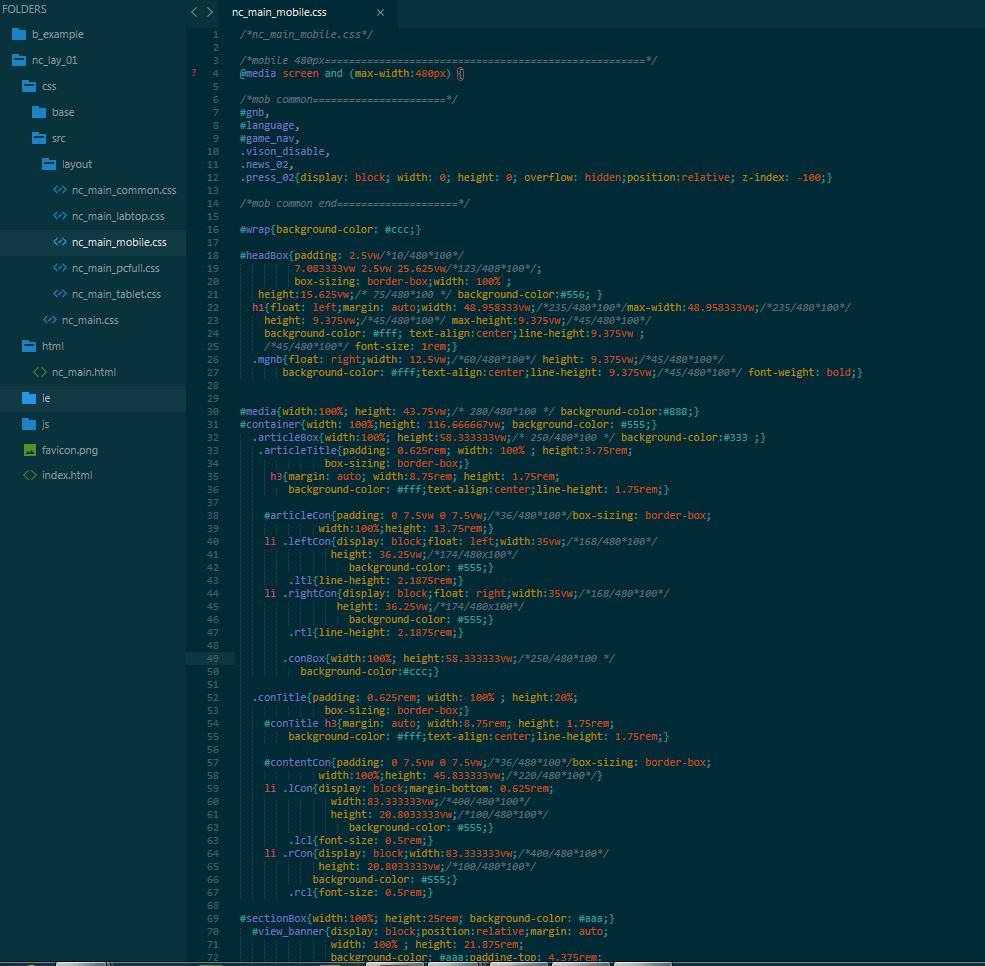 FOLDERS
b_example
nc_lay_01
css
base
src
layout
nc_main_common.css
nc_main_labtop.css
nc_main_mobile.css
nc_main_pcfull.css
nc_main_tablet.css
nc_main.css
html
nc_main.html
ie
js
favicon.png
index.html
nc_main_mobile.css ×
1 /*nc_main_mobile.css*/
2
3 /*mobile 480px=====================================================*/
? 4 @media screen and (max-width:480px) {
5
6 /*mob common======================*/
7 #gnb,
8 #language,
9 #game_nav,
10 .vison_disable,
11 .news_02,
12 .press_02{display: block; width: 0; height: 0; overflow: hidden;position:relative; z-index: -100;}
13
14 /*mob common end====================*/
15
16 #wrap{background-color: #ccc;}
17
18 #headBox{padding: 2.5vw/*10/480*100*/
19 7.083333vw 2.5vw 25.625vw/*123/408*100*/;
20 box-sizing: border-box;width: 100% ;
21 height:15.625vw;/* 75/480*100 */ background-color:#556; }
22 h1{float: left;margin: auto;width: 48.958333vw;/*235/480*100*/max-width:48.958333vw;/*235/480*100*/
23 height: 9.375vw;/*45/480*100*/ max-height:9.375vw;/*45/480*100*/
24 background-color: #fff; text-align:center;line-height:9.375vw ;
25 /*45/480*100*/ font-size: 1rem;}
26 .mgnb{float: right;width: 12.5vw;/*60/480*100*/ height: 9.375vw;/*45/480*100*/
27 background-color: #fff;text-align:center;line-height: 9.375vw;/*45/480*100*/ font-weight: bold;}
28
29
30 #media{width:100%; height: 43.75vw;/* 280/480*100 */ background-color:#888;}
31 #container{width: 100%;height: 116.666667vw; background-color: #555;}
32 .articleBox{width:100%; height:58.333333vw;/* 250/480*100 */ background-color:#333 ;}
33 .articleTitle{padding: 0.625rem; width: 100% ; height:3.75rem;
34 box-sizing: border-box;}
35 h3{margin: auto; width:8.75rem; height: 1.75rem;
36 background-color: #fff;text-align:center;line-height: 1.75rem;}
37
38 #articleCon{padding: 0 7.5vw 0 7.5vw;/*36/480*100*/box-sizing: border-box;
39 width:100%;height: 13.75rem;}
40 li .leftCon{display: block;float: left;width:35vw;/*168/480*100*/
41 height: 36.25vw;/*174/480x100*/
42 background-color: #555;}
43 .ltl{line-height: 2.1875rem;}
44 li .rightCon{display: block;float: right;width:35vw;/*168/480*100*/
45 height: 36.25vw;/*174/480x100*/
46 background-color: #555;}
47 .rtl{line-height: 2.1875rem;}
48
49 .conBox{width:100%; height:58.333333vw;/*250/480*100 */
50 background-color:#ccc;}
51
52 .conTitle{padding: 0.625rem; width: 100% ; height:20%;
53 box-sizing: border-box;}
54 #conTitle h3{margin: auto; width:8.75rem; height: 1.75rem;
55 background-color: #fff;text-align:center;line-height: 1.75rem;}
56
57 #contentCon{padding: 0 7.5vw 0 7.5vw;/*36/480*100*/box-sizing: border-box;
58 width:100%;height: 45.833333vw;/*220/480*100*/}
59 li .lCon{display: block;margin-bottom: 0.625rem;
60 width:83.333333vw;/*400/480*100*/
61 height: 20.8033333vw;/*100/480*100*/
62 background-color: #555;}
63 .lcl{font-size: 0.5rem;}
64 li .rCon{display: block;width:83.333333vw;/*400/480*100*/
65 height: 20.8033333vw;/*100/480*100*/
66 background-color: #555;}
67 .rcl{font-size: 0.5rem;}
68
69 #sectionBox{width:100%; height:25rem; background-color: #aaa;}
70 #view_banner{display: block;position:relative;margin: auto;
71 width: 100% ; height: 21.875rem;
72 background-color: #aaa;padding-top: 4.375rem;